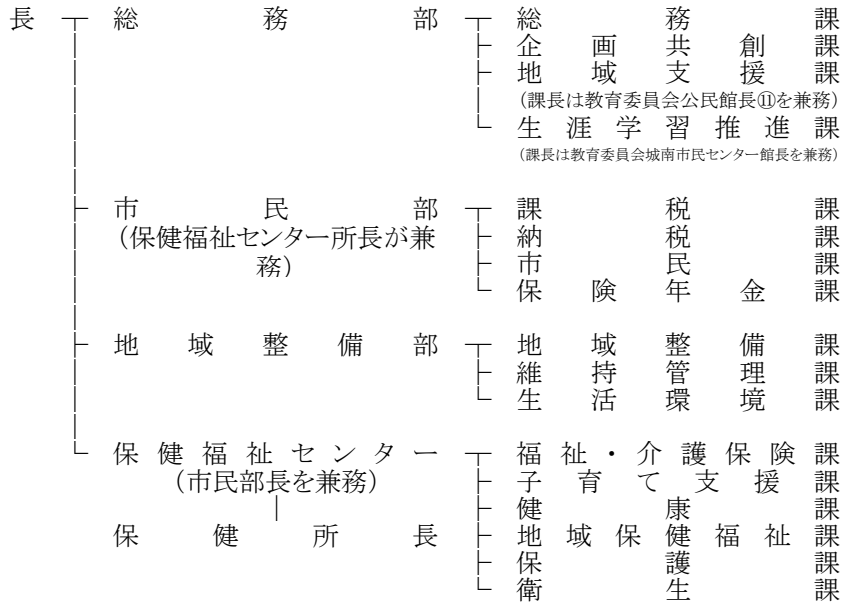 長 総務部 総務課
企画共創課
地域支援課
(課長は教育委員会公民館長⑪を兼務)
生涯学習推進課
(課長は教育委員会城南市民センター館長を兼務)
市民部 課税課
(保健福祉センター所長が兼 納税課
務) 市民課
保険年金課
地域整備部 地域整備課
維持管理課
生活環境課
保健福祉センター 福祉・介護保険課
(市民部長を兼務) 子育て支援課
健康課
保健所長 地域保健福祉課
保護課
衛生課